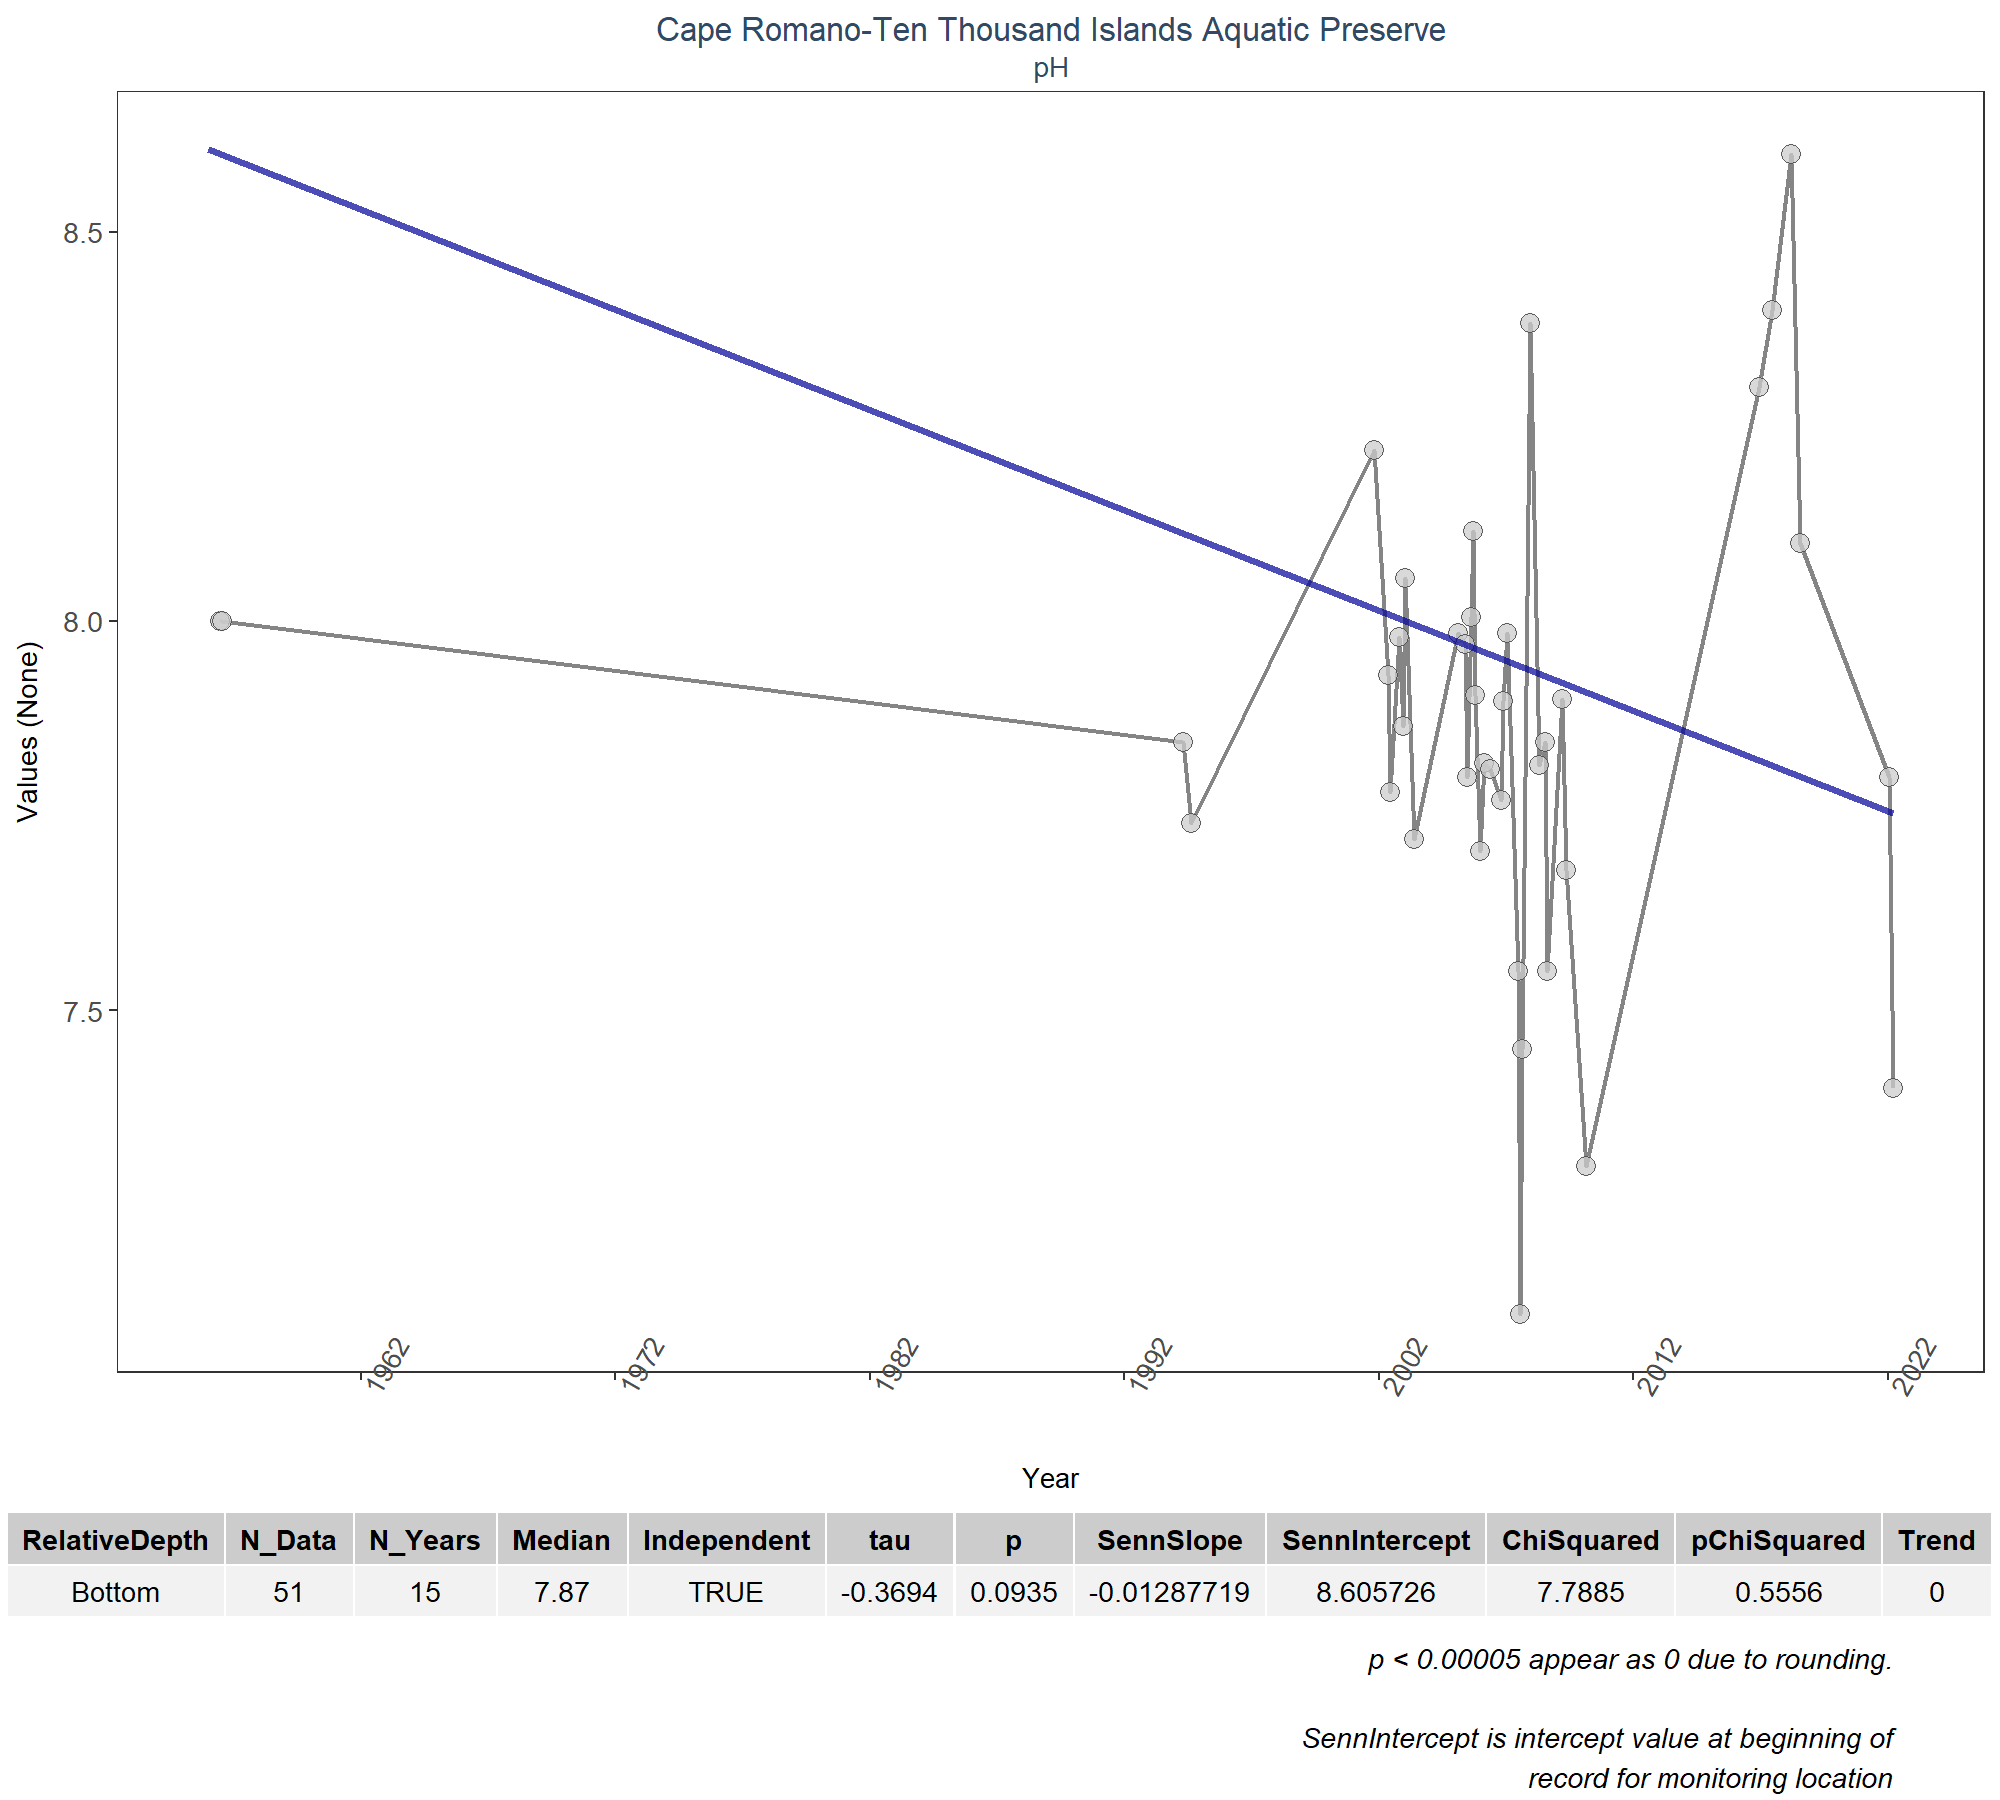 Cape Romano-Ten Thousand Islands Aquatic Preserve
pH
8.5
8.0
7.5
Values (None)
1962 1972 1982 1992 2002 2012 2022
Year
RelativeDepth N_Data N_Years Median Independent tau p SennSlope SennIntercept ChiSquared pChiSquared Trend
Bottom 51 15 7.87 TRUE -0.3694 0.0935 -0.01287719 8.605726 7.7885 0.5556 0
p < 0.00005 appear as 0 due to rounding.
SennIntercept is intercept value at beginning of
record for monitoring location